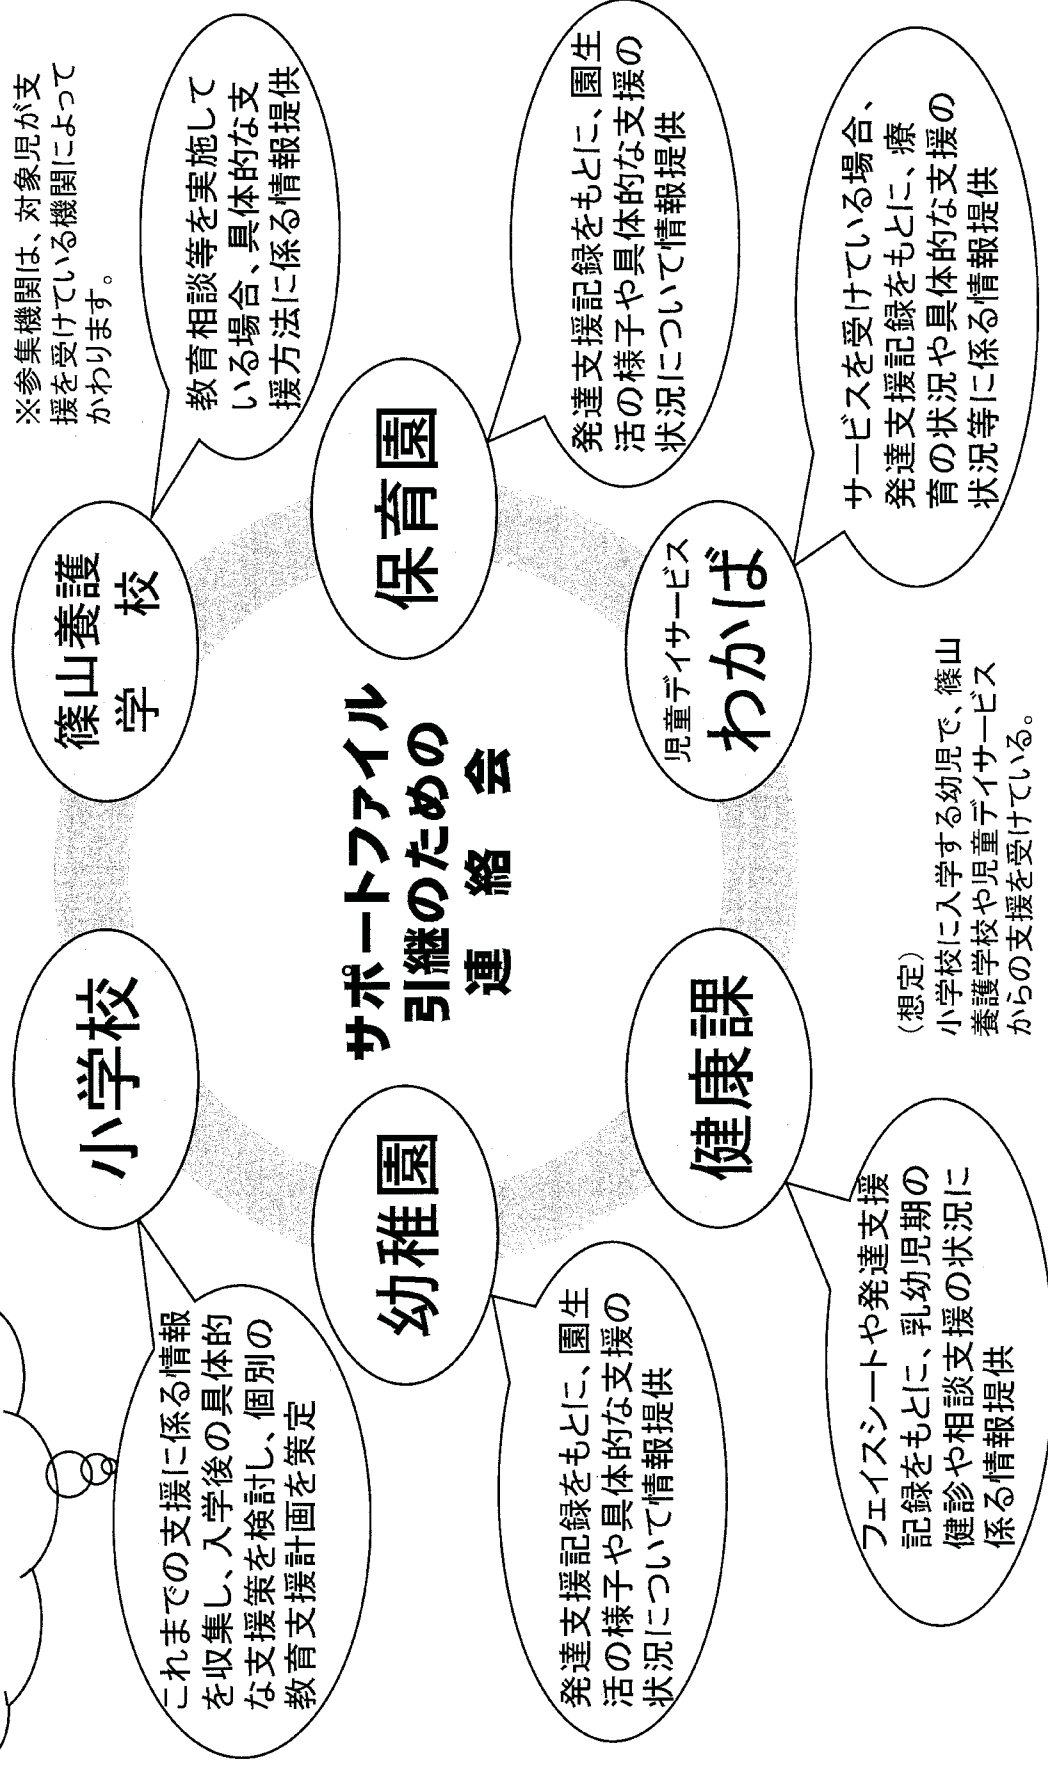 ※参集機関は、対象児が支
援を受けている機関によって
かわります。
小学校
篠山養護
学 校
これまでの支援に係る情報
を収集し、入学後の具体的
な支援策を検討し、個別の
教育支援計画を策定
教育相談等を実施して
いる場合、具体的な支
援方法に係る情報提供
サポートファイル
引継のための
連 絡 会
幼稚園
保育園
発達支援記録をもとに、園生
活の様子や具体的な支援の
状況について情報提供
発達支援記録をもとに、園生
活の様子や具体的な支援の
状況について情報提供
健康課
児童デイサービス
わかば
フェイスシートや発達支援
記録をもとに、乳幼児期の
健診や相談支援の状況に
係る情報提供
サービスを受けている場合、
発達支援記録をもとに、療
育の状況や具体的な支援の
状況等に係る情報提供
（想定）
小学校に入学する幼児で、篠山
養護学校や児童デイサービス
からの支援を受けている。